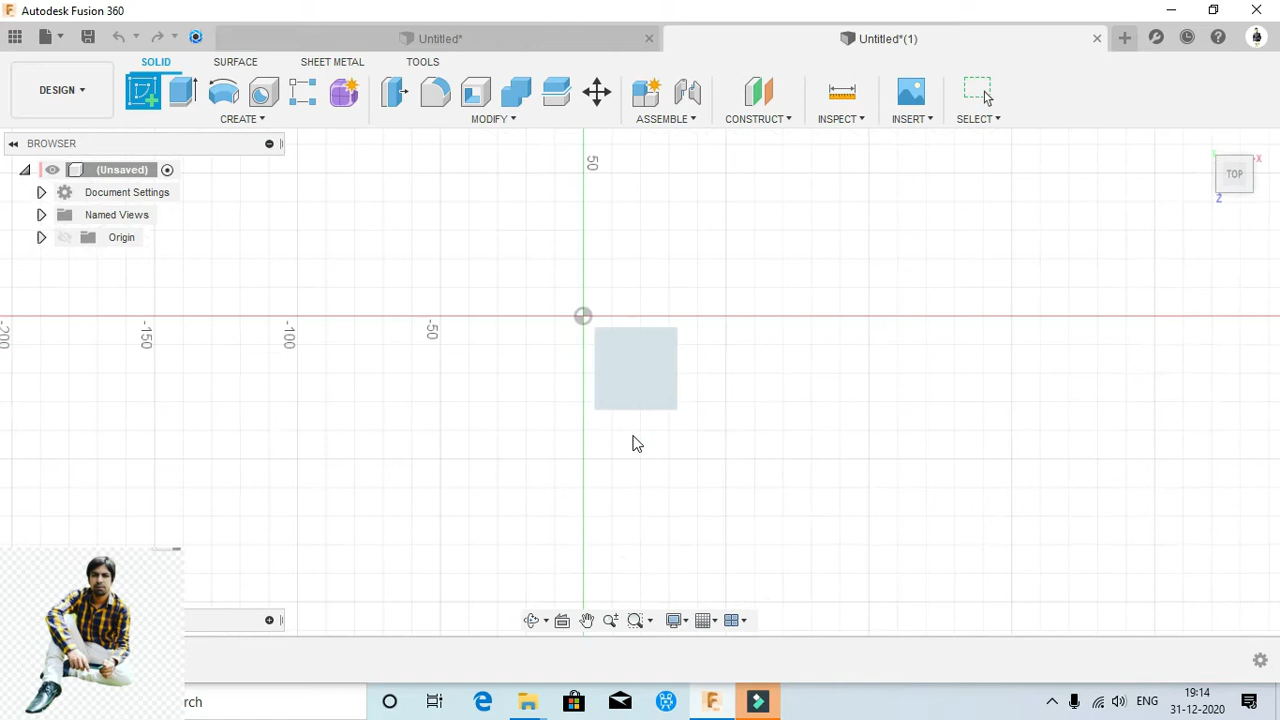 Autodesk Fusion 360
Untitled*
Untitled*(1)
SOLID
SURFACE
SHEET METAL
TOOLS
DESIGN
CREATE
MODIFY
ASSEMBLE
CONSTRUCT
INSPECT
INSERT
SELECT
BROWSER
(Unsaved)
Document Settings
Named Views
Origin
50
-200
-150
-100
-50
TOP
X
Z
rch
ENG
19:14
31-12-2020